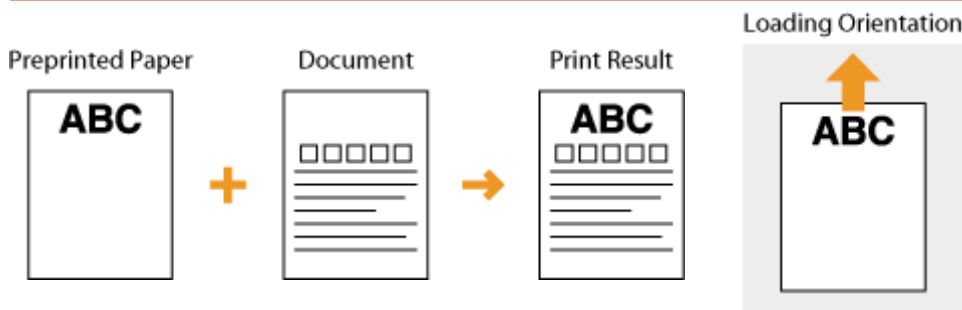 Loading Orientation
Preprinted Paper
Document
Print Result
ABC
ABC
ABC